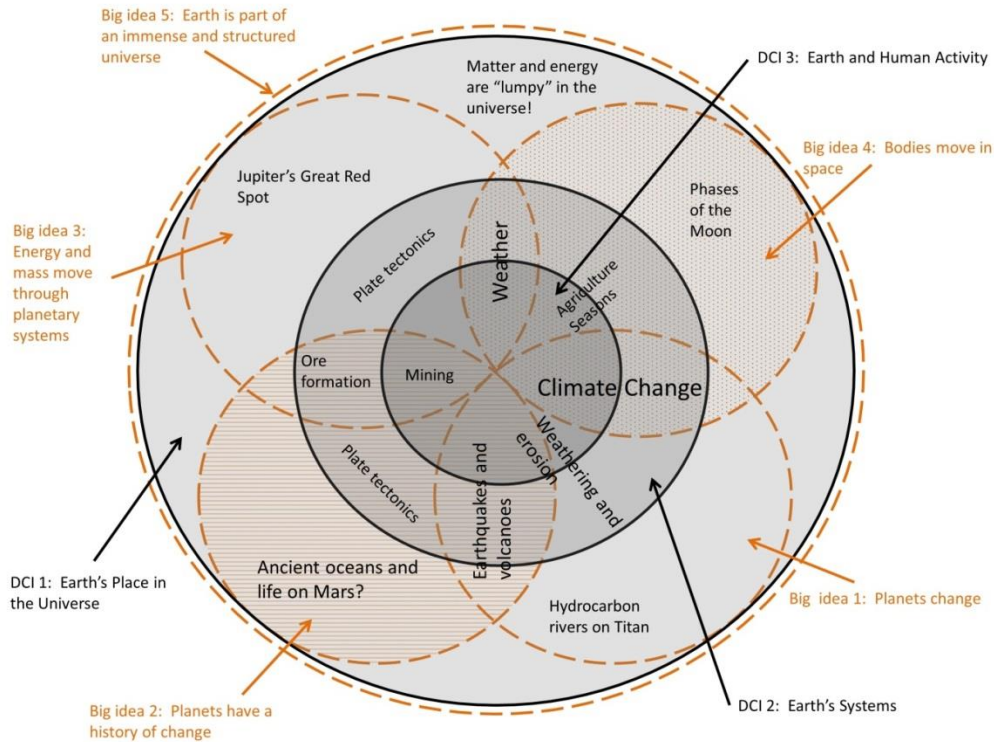 Big idea 5: Earth is part of
an immense and structured
universe
Matter and energy
are "lumpy" in the
universe!
DCI 3: Earth and Human Activity
Big idea 4: Bodies move in
space
Jupiter's Great Red
Spot
Phases
of the
Moon
Big idea 3:
Energy and
mass move
through
planetary
systems
Plate tectonics
Weather
Agriculture
Seasons
Ore
formation
Mining
Climate Change
Weathering and
erosion
Plate tectonics
Earthquakes and
volcanoes
Ancient oceans and
life on Mars?
Hydrocarbon
rivers on Titan
DCI 1: Earth's Place in
the Universe
Big idea 1: Planets change
Big idea 2: Planets have a
history of change
DCI 2: Earth's Systems